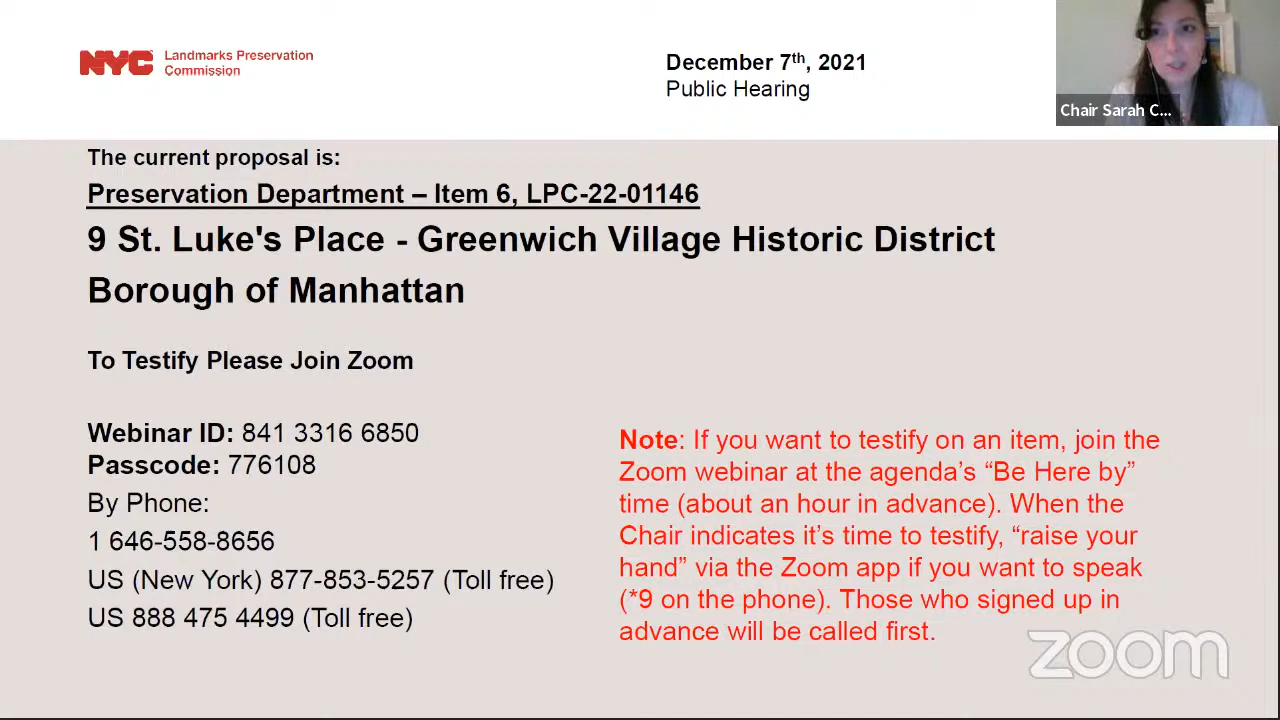 NYC Landmarks Preservation
Commission
December 7th, 2021
Public Hearing
Chair Sarah C...
The current proposal is:
Preservation Department – Item 6, LPC-22-01146
9 St. Luke's Place - Greenwich Village Historic District
Borough of Manhattan
To Testify Please Join Zoom
Webinar ID: 841 3316 6850
Passcode: 776108
By Phone:
1 646-558-8656
US (New York) 877-853-5257 (Toll free)
US 888 475 4499 (Toll free)
Note: If you want to testify on an item, join the
Zoom webinar at the agenda’s “Be Here by”
time (about an hour in advance). When the
Chair indicates it’s time to testify, “raise your
hand” via the Zoom app if you want to speak
(*9 on the phone). Those who signed up in
advance will be called first.
zoom